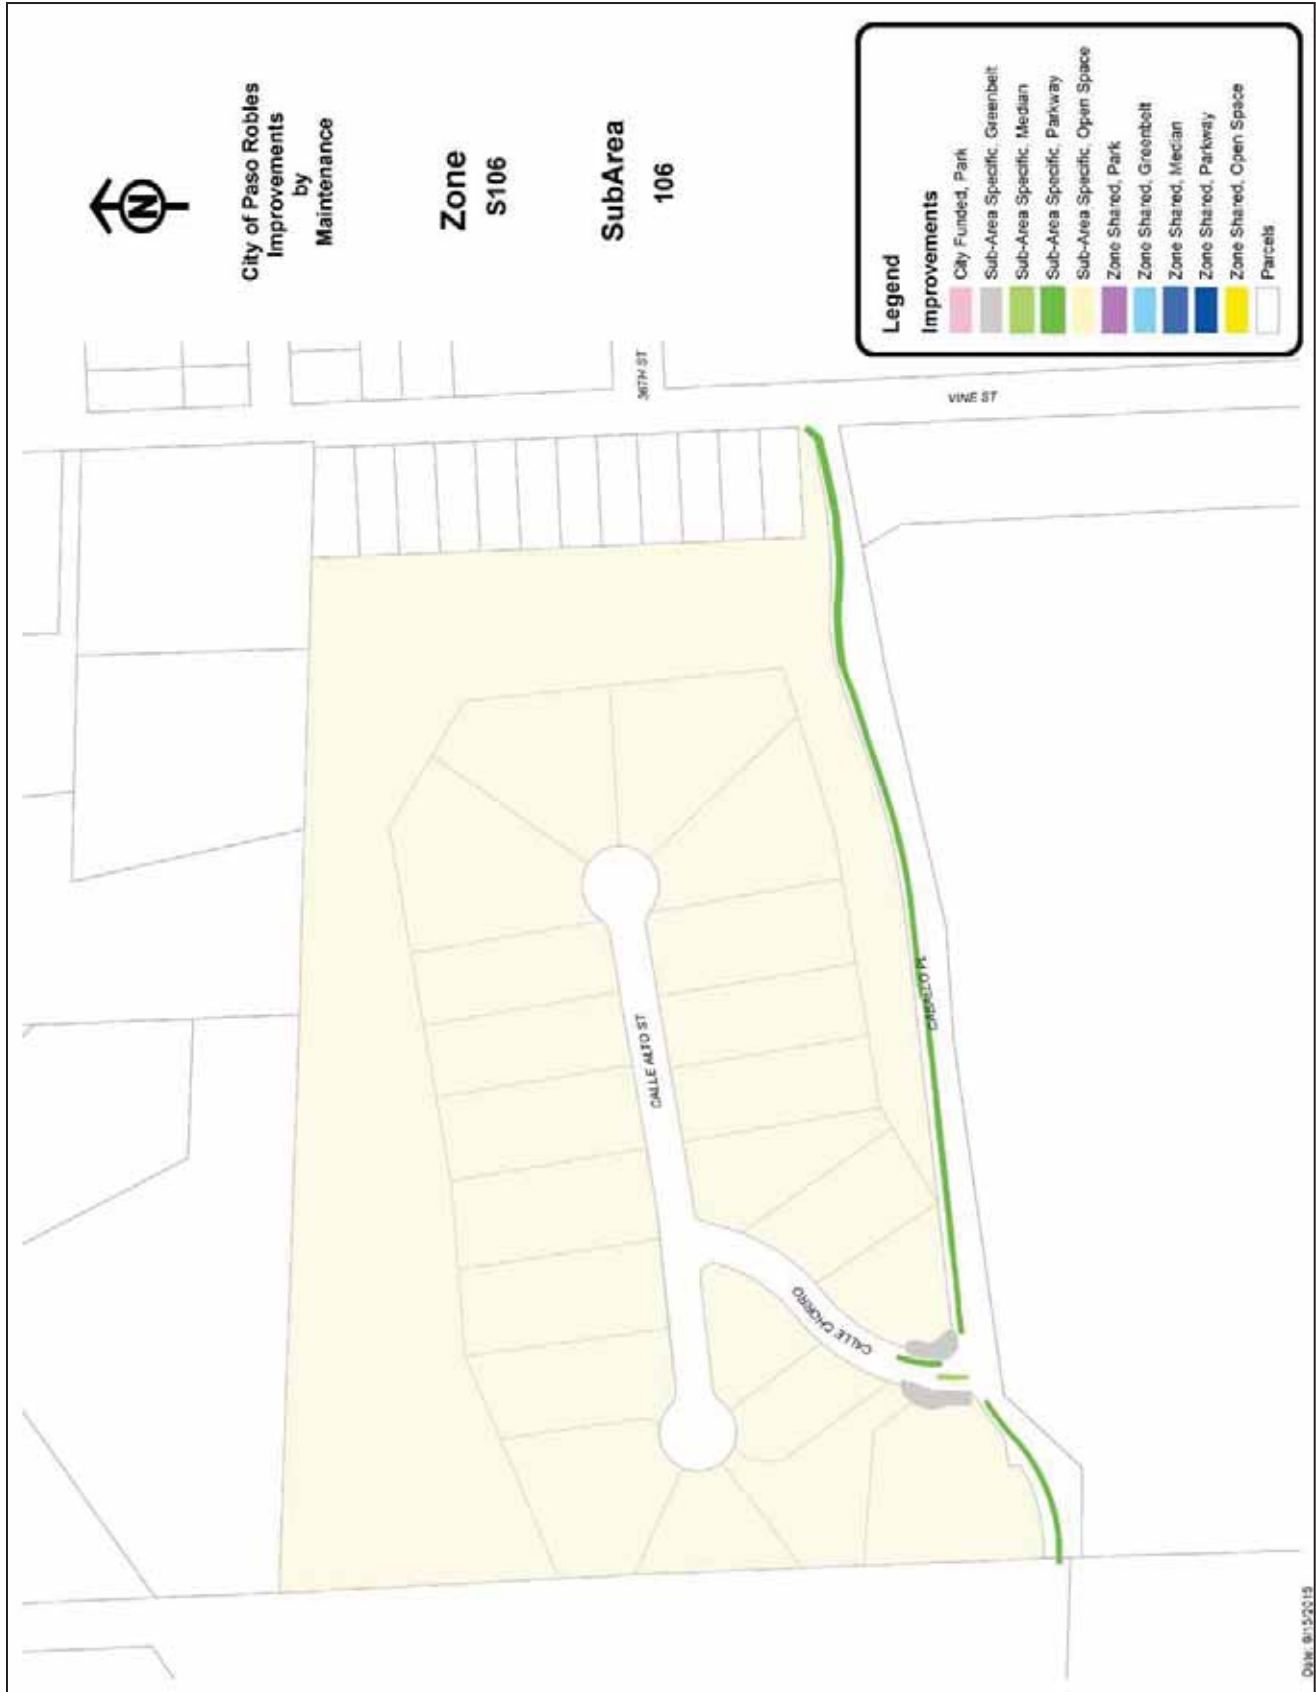 N
City of Paso Robles
Improvements
by
Maintenance
Zone
S106
SubArea
106
Legend
Improvements
City Funded, Park
Sub-Area Specific, Greenbelt
Sub-Area Specific, Median
Sub-Area Specific, Parkway
Sub-Area Specific, Open Space
Zone Shared, Park
Zone Shared, Greenbelt
Zone Shared, Median
Zone Shared, Parkway
Zone Shared, Open Space
Parcels
36TH ST
VINE ST
CALLE ALTO ST
CABALLO PL
CALLE CHORRO
Date: